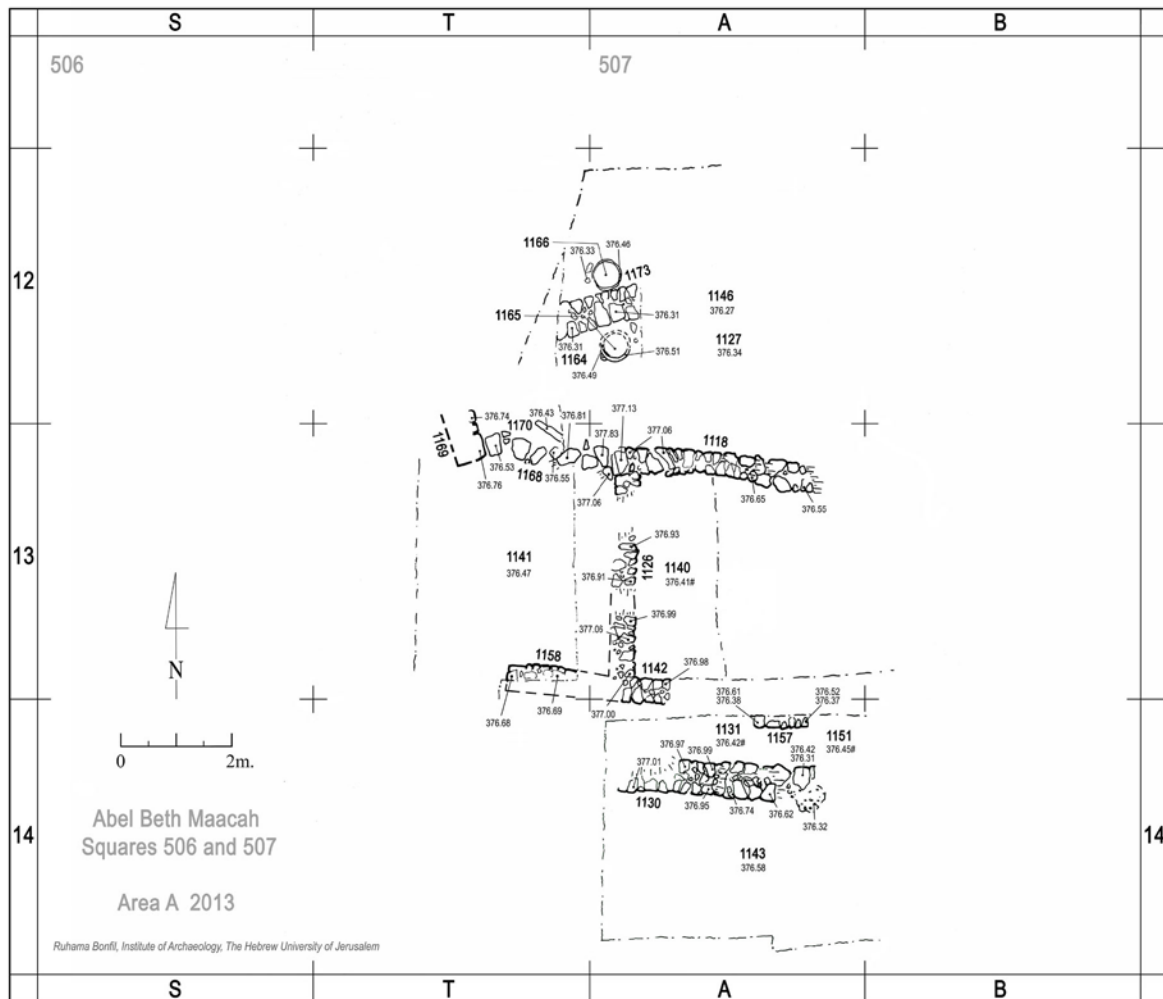 S T A B
506 507
12
1166 376.33 376.46
1173
1146
376.27
1165 376.31
1127
376.34
376.31 1164 376.51
376.49
376.74 1170 376.43 376.81 377.83 377.13 377.06 1118
1169
376.53 1168
376.76 376.55 377.06 376.65 376.55
13 13
376.93
1141
376.47
1126
1140
376.41#
376.91
376.99
377.06
1158 1142 376.98
376.68 376.69 377.00
376.61
376.38
376.52
376.37
N
1131
376.42#
1157
1151
376.45#
0 2m.
376.97 376.99
376.42
376.31
377.01
1130 376.95 376.74 376.62 376.32
14 14
Abel Beth Maacah
Squares 506 and 507
1143
376.58
Area A 2013
Ruhama Bonfil, Institute of Archaeology, The Hebrew University of Jerusalem
S T A B
12